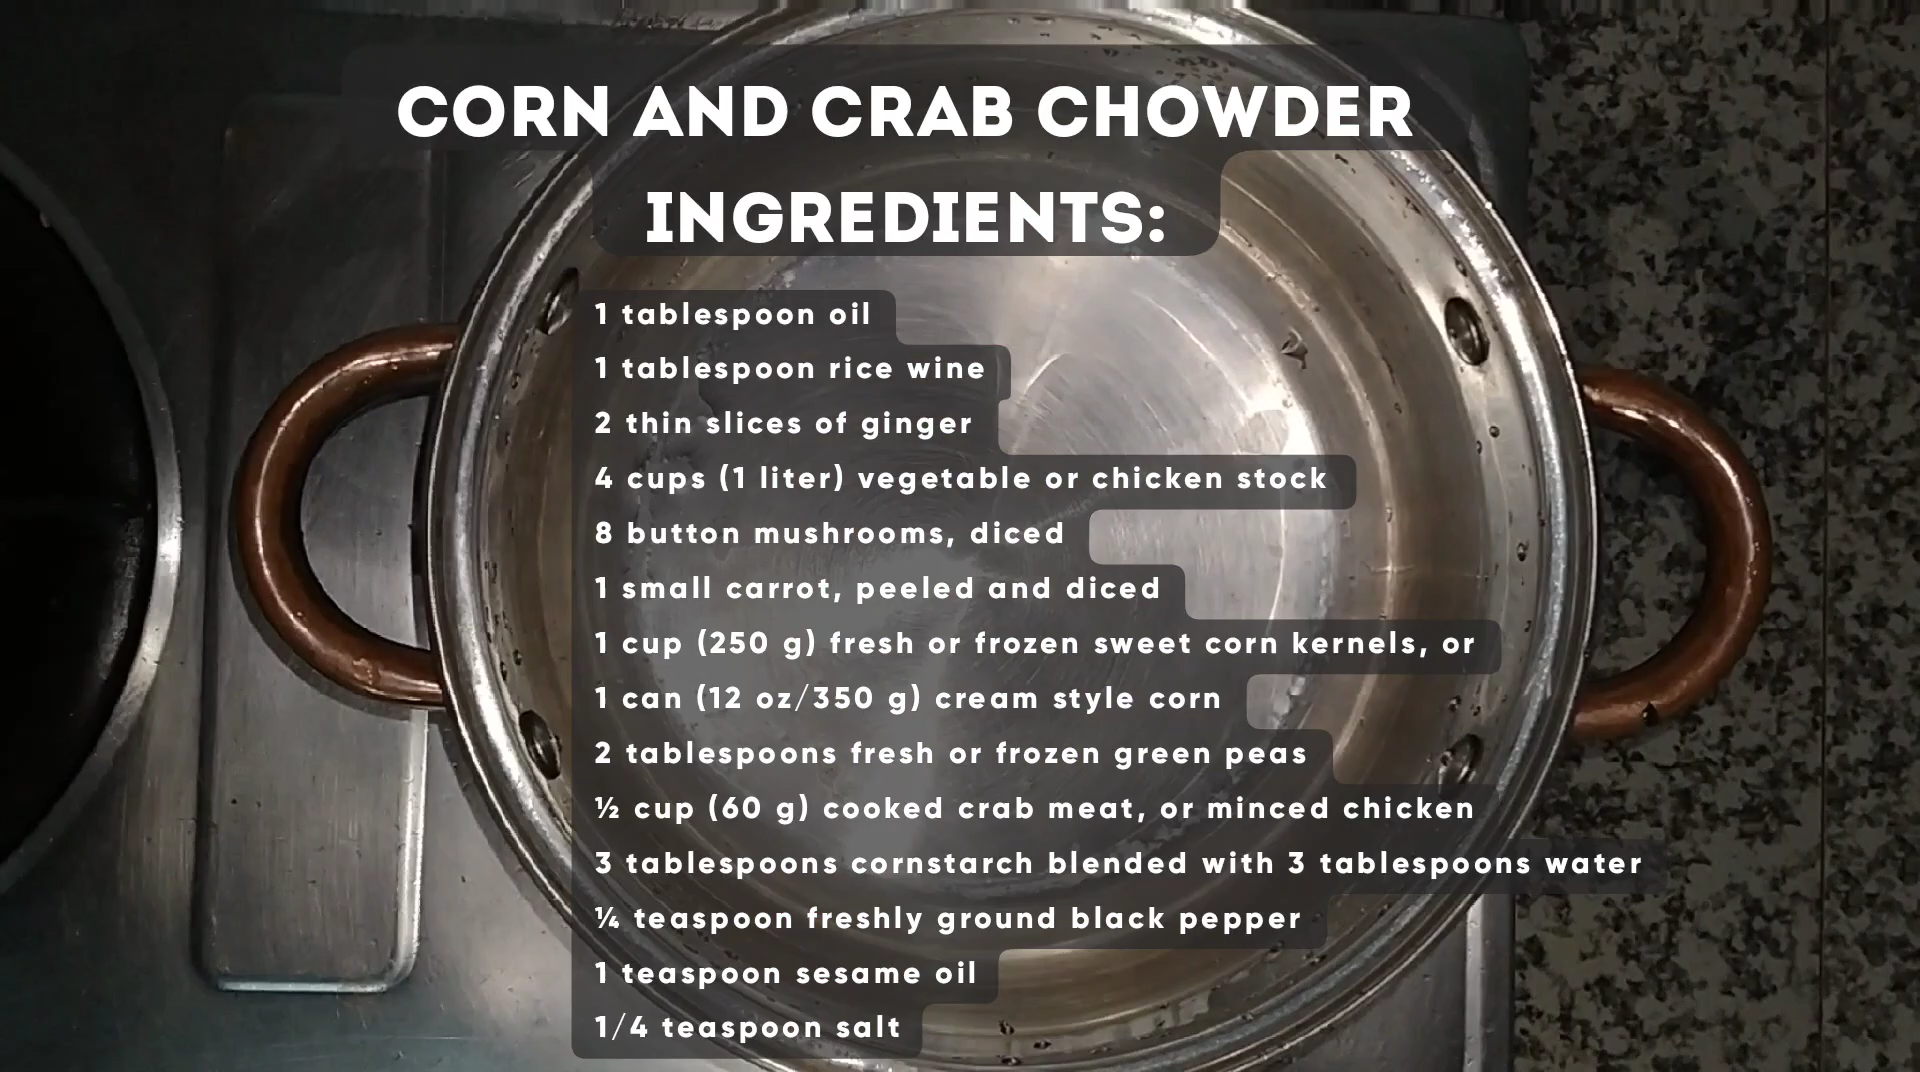 CORN AND CRAB CHOWDER
INGREDIENTS:
1 tablespoon oil
1 tablespoon rice wine
2 thin slices of ginger
4 cups (1 liter) vegetable or chicken stock
8 button mushrooms, diced
1 small carrot, peeled and diced
1 cup (250 g) fresh or frozen sweet corn kernels, or
1 can (12 oz/350 g) cream style corn
2 tablespoons fresh or frozen green peas
½ cup (60 g) cooked crab meat, or minced chicken
3 tablespoons cornstarch blended with 3 tablespoons water
¼ teaspoon freshly ground black pepper
1 teaspoon sesame oil
1/4 teaspoon salt